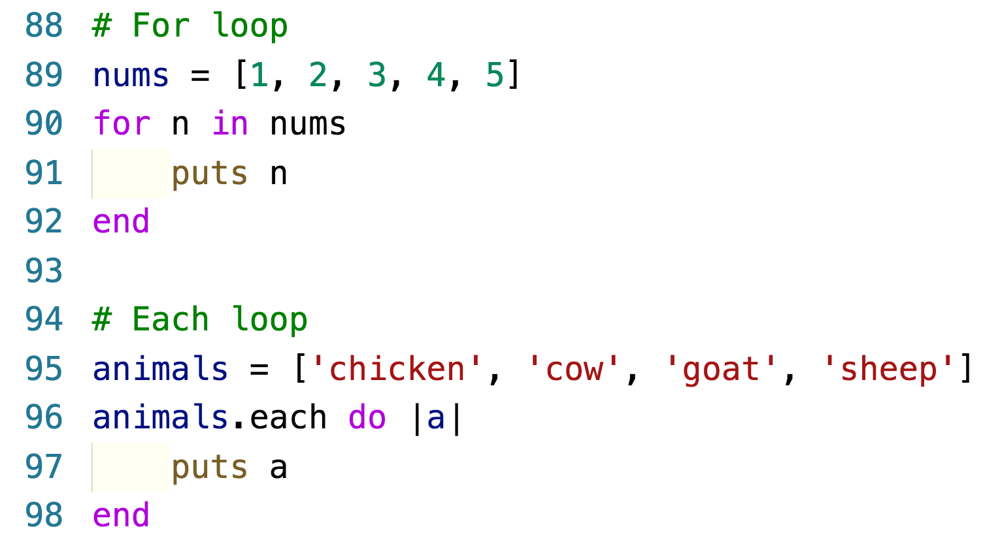 88 # For loop
89 nums = [1, 2, 3, 4, 5]
90 for n in nums
91     puts n
92 end
93
94 # Each loop
95 animals = ['chicken', 'cow', 'goat', 'sheep']
96 animals.each do |a|
97     puts a
98 end